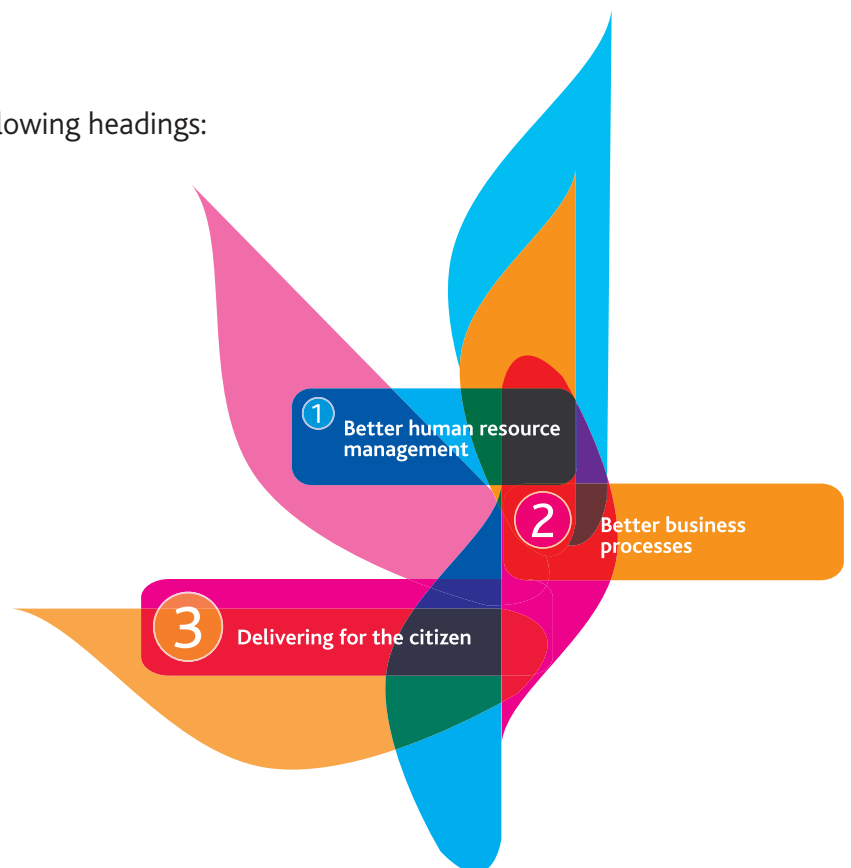 lowing headings:
1
Better human resource
management
2
Better business
processes
3
Delivering for the citizen